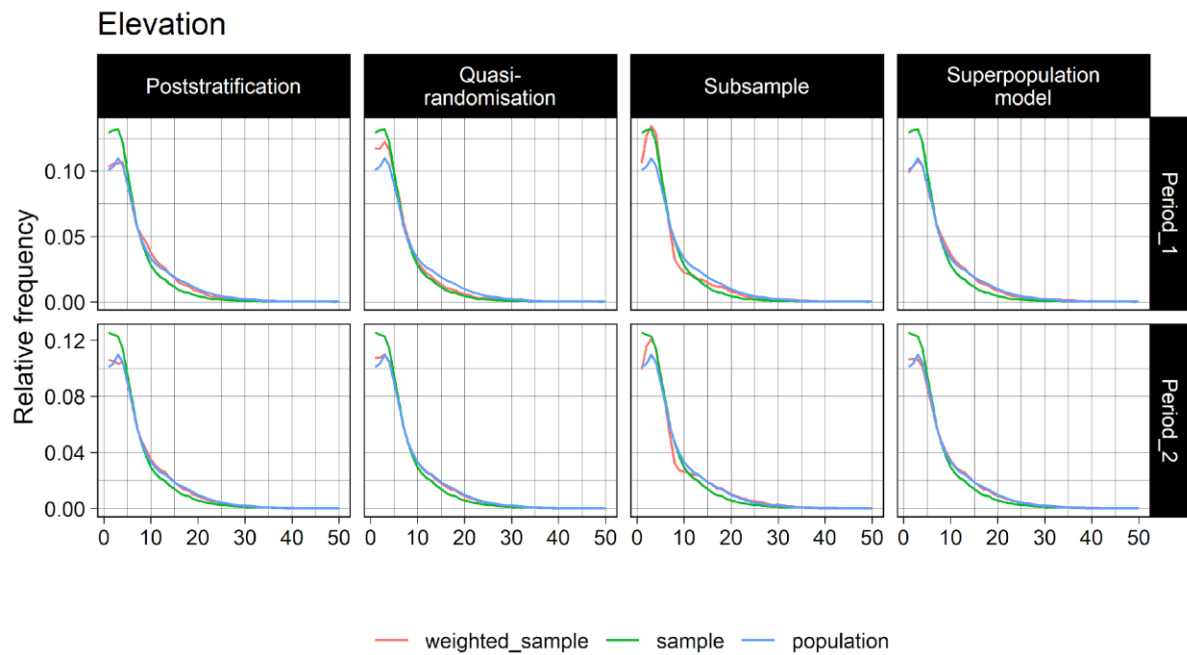 Elevation
Poststratification
Quasi-
randomisation
Subsample
Superpopulation
model
Relative frequency
0.10
0.05
0.00
Period_1
0.12
0.08
0.04
0.00
Period_2
0 10 20 30 40 50 0 10 20 30 40 50 0 10 20 30 40 50 0 10 20 30 40 50
weighted_sample sample population